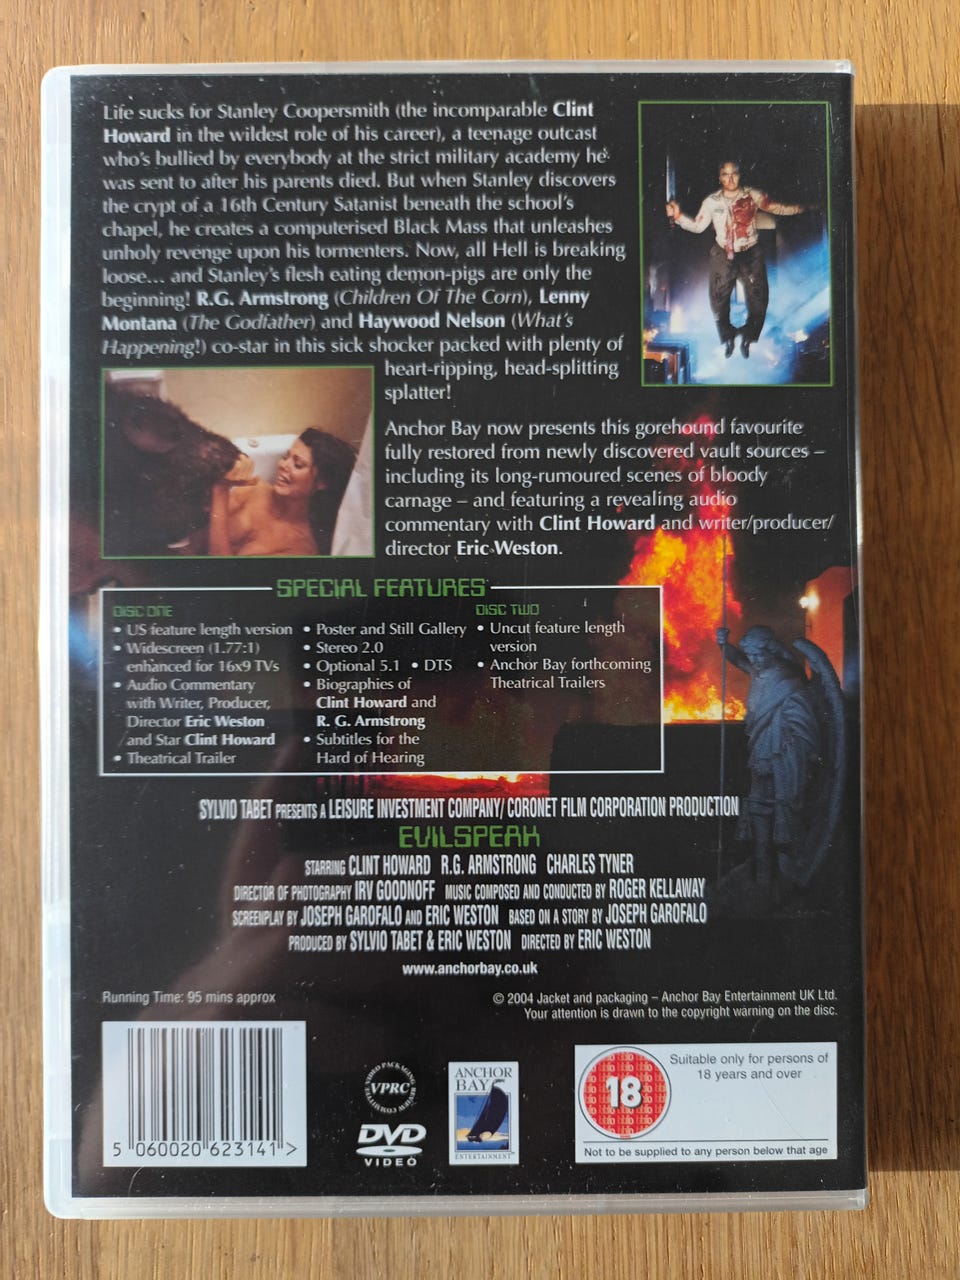 Life sucks for Stanley Coopersmith (the incomparable Clint
Howard in the wildest role of his career), a teenage outcast
who's bullied by everybody at the strict military academy he
was sent to after his parents died. But when Stanley discovers
the crypt of a 16th Century Satanist beneath the school's
chapel, he creates a computerised Black Mass that unleashes
unholy revenge upon his tormenters. Now, all Hell is breaking
loose... and Stanley's flesh eating demon-pigs are only the
beginning! R.G. Armstrong (Children Of The Corn), Lenny
Montana (The Godfather) and Haywood Nelson (What's
Happening!) co-star in this sick shocker packed with plenty of
heart-ripping, head-splitting
splatter!
Anchor Bay now presents this gorehound favourite
fully restored from newly discovered vault sources –
including its long-rumoured scenes of bloody
carnage – and featuring a revealing audio
commentary with Clint Howard and writer/producer/
director Eric Weston.
SPECIAL FEATURES
DISC ONE
• US feature length version
• Widescreen (1.77:1)
enhanced for 16x9 TVs
• Audio Commentary
with Writer, Producer,
Director Eric Weston
and Star Clint Howard
• Theatrical Trailer
• Poster and Still Gallery
• Stereo 2.0
• Optional 5.1 • DTS
• Biographies of
Clint Howard and
R. G. Armstrong
• Subtitles for the
Hard of Hearing
DISC TWO
• Uncut feature length
version
• Anchor Bay forthcoming
Theatrical Trailers
SYLVIO TABET PRESENTS A LEISURE INVESTMENT COMPANY/CORONET FILM CORPORATION PRODUCTION
EVILSPEAK
STARRING CLINT HOWARD R.G. ARMSTRONG CHARLES TYNER
DIRECTOR OF PHOTOGRAPHY IRV GOODNOFF MUSIC COMPOSED AND CONDUCTED BY ROGER KELLAWAY
SCREENPLAY BY JOSEPH GAROFALO AND ERIC WESTON BASED ON A STORY BY JOSEPH GAROFALO
PRODUCED BY SYLVIO TABET & ERIC WESTON DIRECTED BY ERIC WESTON
www.anchorbay.co.uk
Running Time: 95 mins approx
© 2004 Jacket and packaging – Anchor Bay Entertainment UK Ltd.
Your attention is drawn to the copyright warning on the disc.
5 060020 623141 >
VIDEO PACKAGING REVIEW COMMITTEE
VPRC
DVD
VIDEO
ANCHOR
BAY
ENTERTAINMENT
18
Suitable only for persons of
18 years and over
Not to be supplied to any person below that age